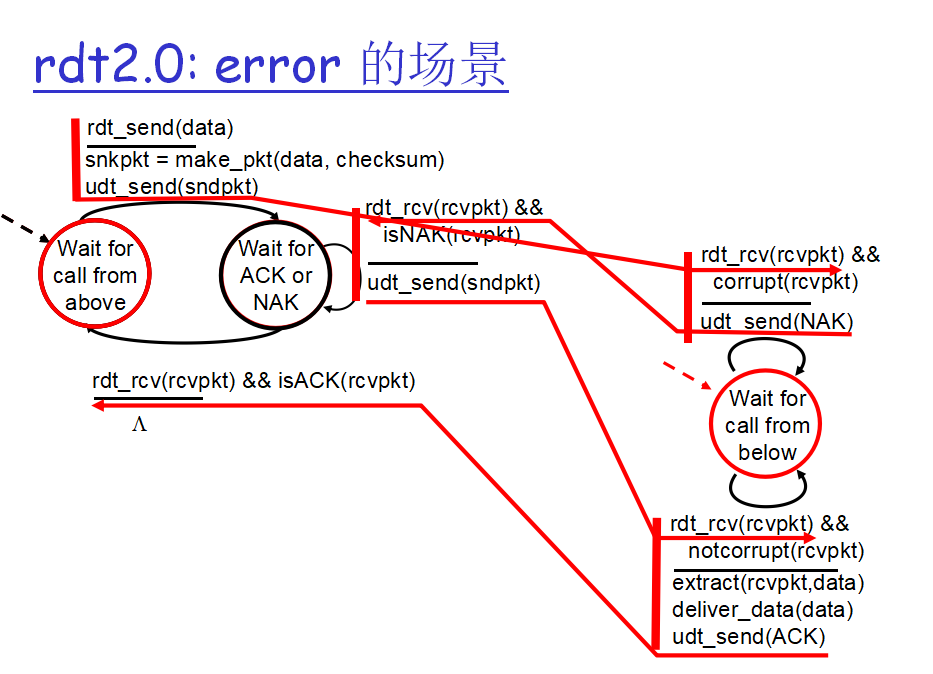 rdt2.0: error 的场景
rdt_send(data)
snkpkt = make_pkt(data, checksum)
udt_send(sndpkt)
Wait for
call from
above
Wait for
ACK or
NAK
rdt_rcv(rcvpkt) &&
isNAK(rcvpkt)
udt_send(sndpkt)
rdt_rcv(rcvpkt) && isACK(rcvpkt)
Λ
rdt_rcv(rcvpkt) &&
corrupt(rcvpkt)
udt_send(NAK)
Wait for
call from
below
rdt_rcv(rcvpkt) &&
notcorrupt(rcvpkt)
extract(rcvpkt,data)
deliver_data(data)
udt_send(ACK)